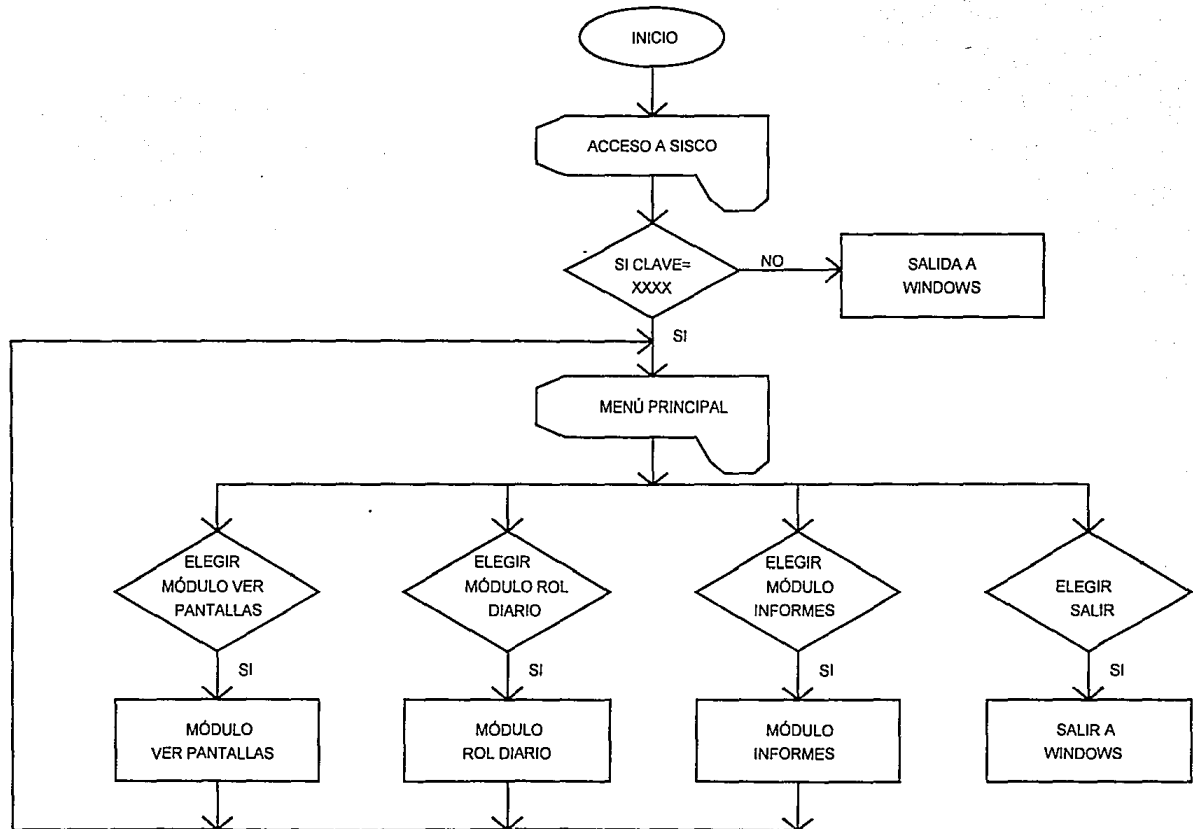 INICIO
ACCESO A SISCO
SI CLAVE=
XXXX
NO
SALIDA A
WINDOWS
SI
MENÚ PRINCIPAL
ELEGIR
MÓDULO VER
PANTALLAS
ELEGIR
MÓDULO ROL
DIARIO
ELEGIR
MÓDULO
INFORMES
ELEGIR
SALIR
SI
SI
SI
SI
MÓDULO
VER PANTALLAS
MÓDULO
ROL DIARIO
MÓDULO
INFORMES
SALIR A
WINDOWS